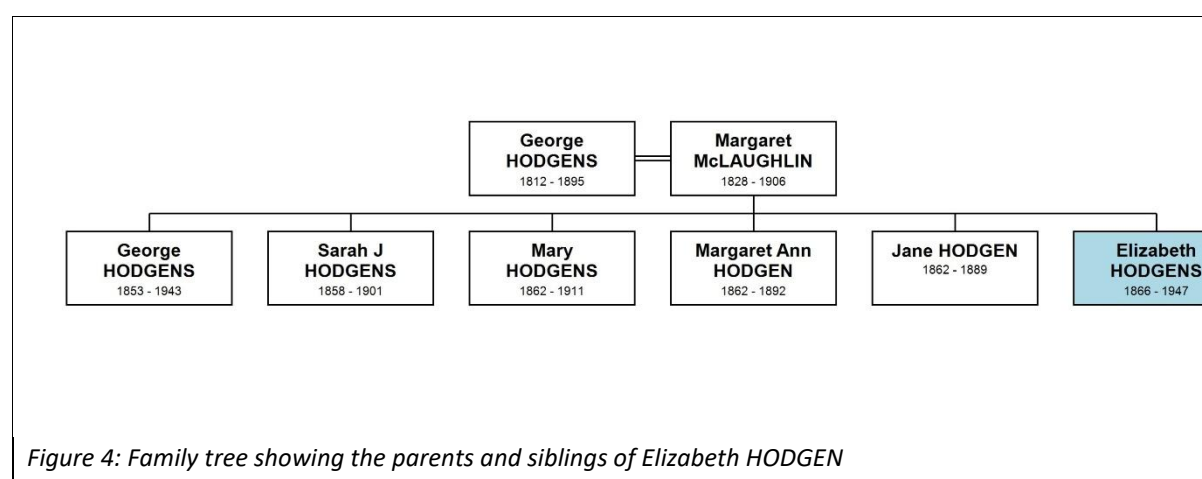 George
HODGENS
1812 - 1895
Margaret
McLAUGHLIN
1828 - 1906
George
HODGENS
1853 - 1943
Sarah J
HODGENS
1858 - 1901
Mary
HODGENS
1862 - 1911
Margaret Ann
HODGEN
1862 - 1892
Jane HODGEN
1862 - 1889
Elizabeth
HODGENS
1866 - 1947
Figure 4: Family tree showing the parents and siblings of Elizabeth HODGEN